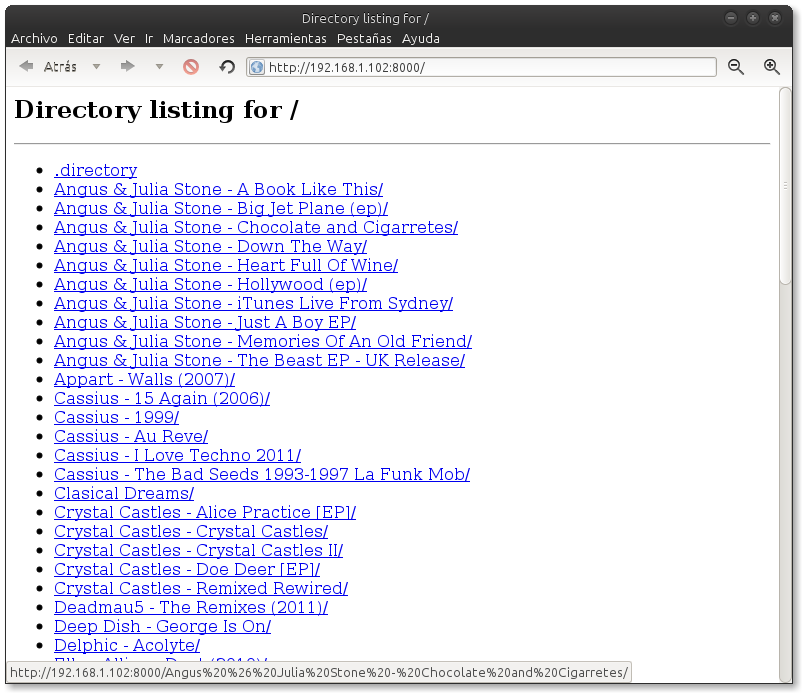 Directory listing for /
Archivo Editar Ver Ir Marcadores Herramientas Pestañas Ayuda
Atrás http://192.168.1.102:8000/
Directory listing for /
.directory
Angus & Julia Stone - A Book Like This/
Angus & Julia Stone - Big Jet Plane (ep)/
Angus & Julia Stone - Chocolate and Cigarretes/
Angus & Julia Stone - Down The Way/
Angus & Julia Stone - Heart Full Of Wine/
Angus & Julia Stone - Hollywood (ep)/
Angus & Julia Stone - iTunes Live From Sydney/
Angus & Julia Stone - Just A Boy EP/
Angus & Julia Stone - Memories Of An Old Friend/
Angus & Julia Stone - The Beast EP - UK Release/
Appart - Walls (2007)/
Cassius - 15 Again (2006)/
Cassius - 1999/
Cassius - Au Reve/
Cassius - I Love Techno 2011/
Cassius - The Bad Seeds 1993-1997 La Funk Mob/
Clasical Dreams/
Crystal Castles - Alice Practice [EP]/
Crystal Castles - Crystal Castles/
Crystal Castles - Crystal Castles II/
Crystal Castles - Doe Deer [EP]/
Crystal Castles - Remixed Rewired/
Deadmau5 - The Remixes (2011)/
Deep Dish - George Is On/
Delphic - Acolyte/
http://192.168.1.102:8000/Angus%20%26%20Julia%20Stone%20-%20Chocolate%20and%20Cigarretes/